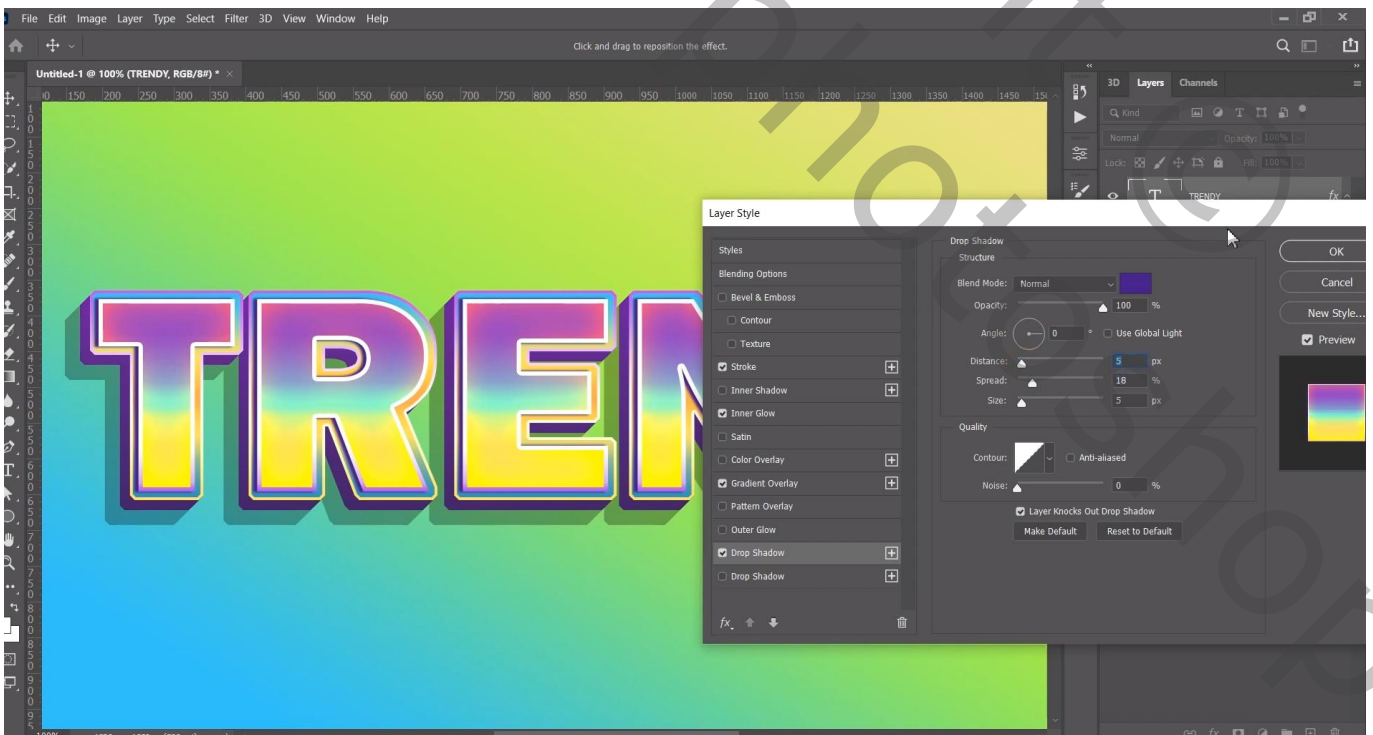 File Edit Image Layer Type Select Filter 3D View Window Help
Click and drag to reposition the effect.
Untitled-1 @ 100% (TRENDY, RGB/8#) * ×
150 200 250 300 350 400 450 500 550 600 650 700 750 800 850 900 950 1000 1050 1100 1150 1200 1250 1300 1350 1400 1450
3D Layers Channels
Kind
Normal Opacity: 100%
Lock: Fill: 100%
T TRENDY fx
TREN
Layer Style
Styles
Blending Options
Bevel & Emboss
Contour
Texture
Stroke
Inner Shadow
Inner Glow
Satin
Color Overlay
Gradient Overlay
Pattern Overlay
Outer Glow
Drop Shadow
Drop Shadow
fx
Drop Shadow
Structure
Blend Mode: Normal
Opacity: 100 %
Angle: 0 ° Use Global Light
Distance: 5 px
Spread: 18 %
Size: 5 px
Quality
Contour: Anti-aliased
Noise: 0 %
Layer Knocks Out Drop Shadow
Make Default Reset to Default
OK
Cancel
New Style...
Preview